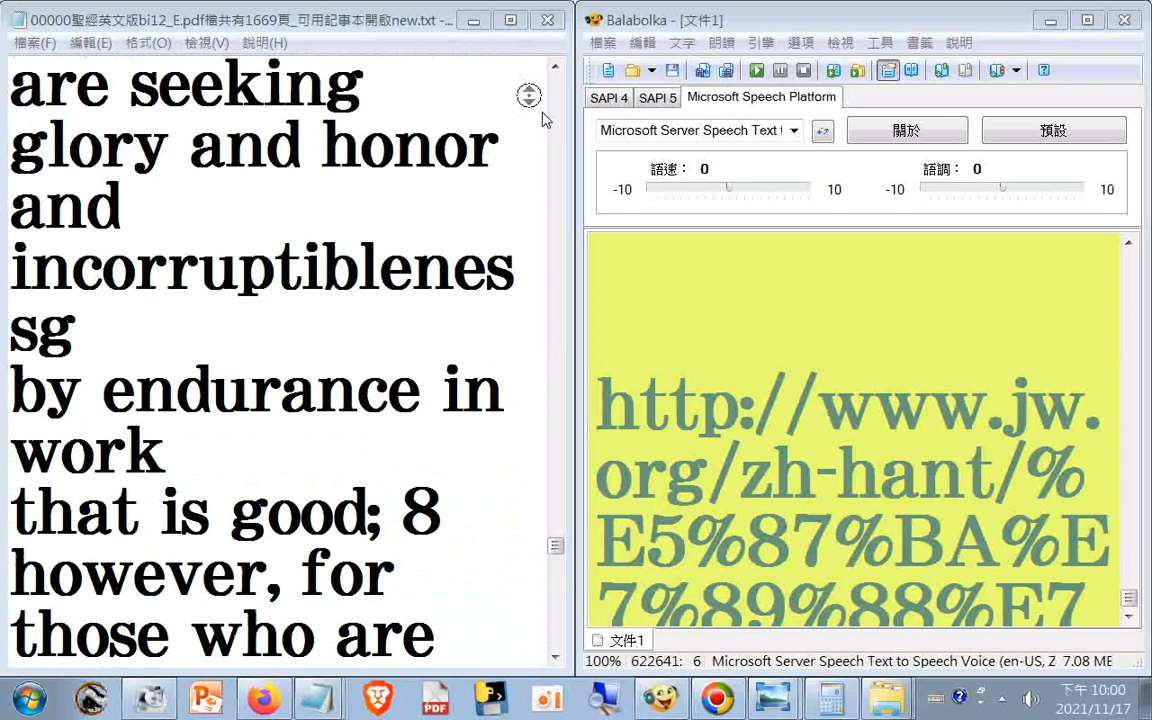 00000聖經英文版bi12_E.pdf檔共有1669頁_可用記事本開啟new.txt -...
檔案(F) 編輯(E) 格式(O) 檢視(V) 說明(H)
are seeking
glory and honor
and
incorruptiblenes
sg
by endurance in
work
that is good; 8
however, for
those who are
Balabolka - [文件1]
檔案 編輯 文字 朗讀 引擎 選項 檢視 工具 書籤 說明
SAPI 4 SAPI 5 Microsoft Speech Platform
Microsoft Server Speech Text t 關於 預設
語速： 0 語調： 0
-10 10 -10 10
http://www.jw.
org/zh-hant/%
E5%87%BA%E
7%89%88%E7
文件1
100% 622641: 6 Microsoft Server Speech Text to Speech Voice (en-US, Z 7.08 ME
PDF
下午 10:00
2021/11/17